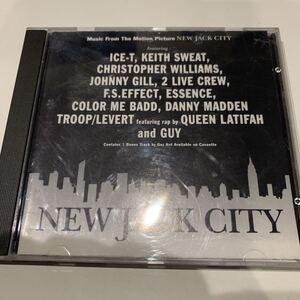 Music From The Motion Picture NEW JACK CITY
featuring
ICE-T, KEITH SWEAT,
CHRISTOPHER WILLIAMS,
JOHNNY GILL, 2 LIVE CREW,
F.S.EFFECT, ESSENCE,
COLOR ME BADD, DANNY MADDEN
TROOP/LEVERT featuring rap by QUEEN LATIFAH
and GUY
Contains 1 Bonus Track by Guy Not Available on Cassette
NEW JACK CITY